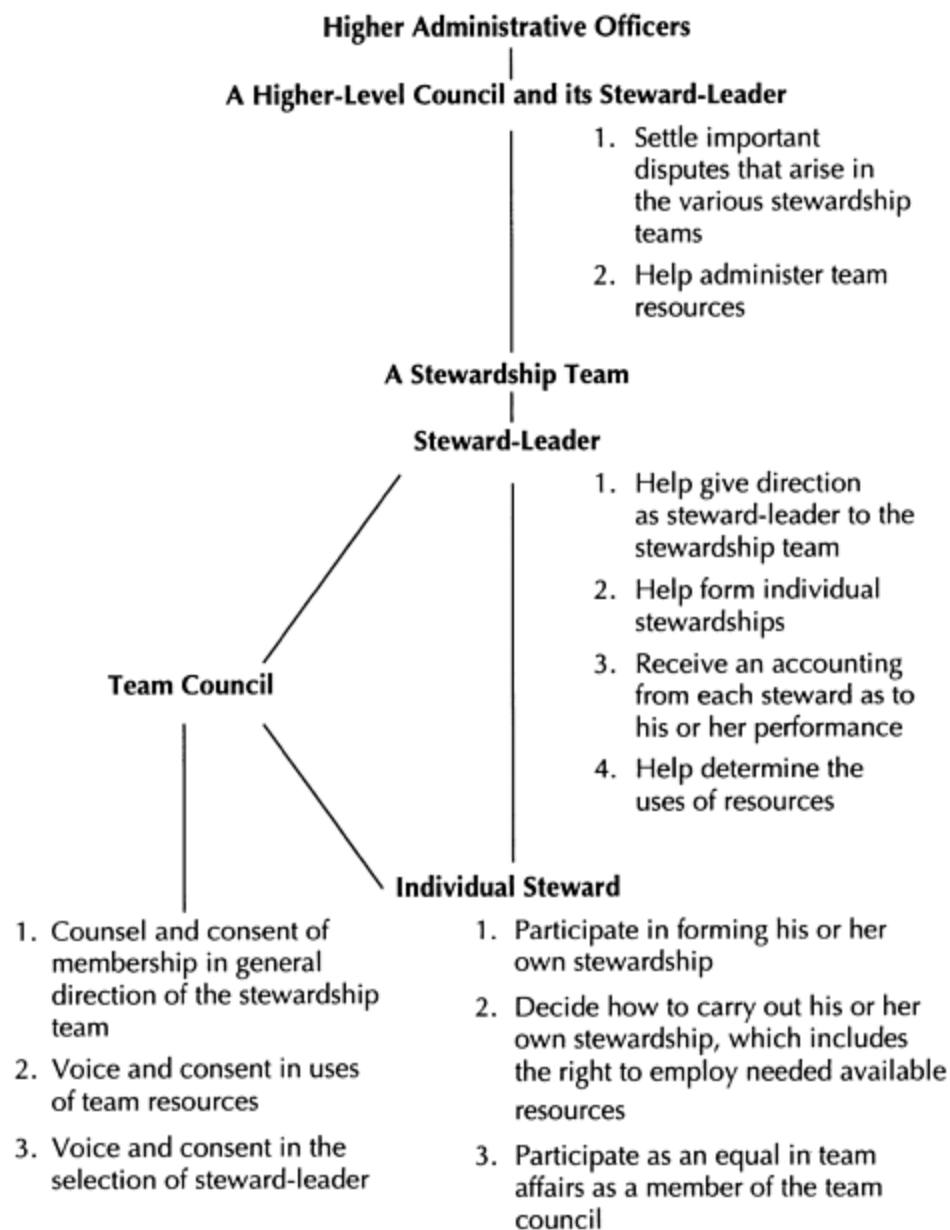 Higher Administrative Officers
A Higher-Level Council and its Steward-Leader
1. Settle important
disputes that arise in
the various stewardship
teams
2. Help administer team
resources
A Stewardship Team
Steward-Leader
1. Help give direction
as steward-leader to the
stewardship team
2. Help form individual
stewardships
3. Receive an accounting
from each steward as to
his or her performance
4. Help determine the
uses of resources
Team Council
1. Counsel and consent of
membership in general
direction of the stewardship
team
2. Voice and consent in uses
of team resources
3. Voice and consent in the
selection of steward-leader
Individual Steward
1. Participate in forming his or her
own stewardship
2. Decide how to carry out his or her
own stewardship, which includes
the right to employ needed available
resources
3. Participate as an equal in team
affairs as a member of the team
council